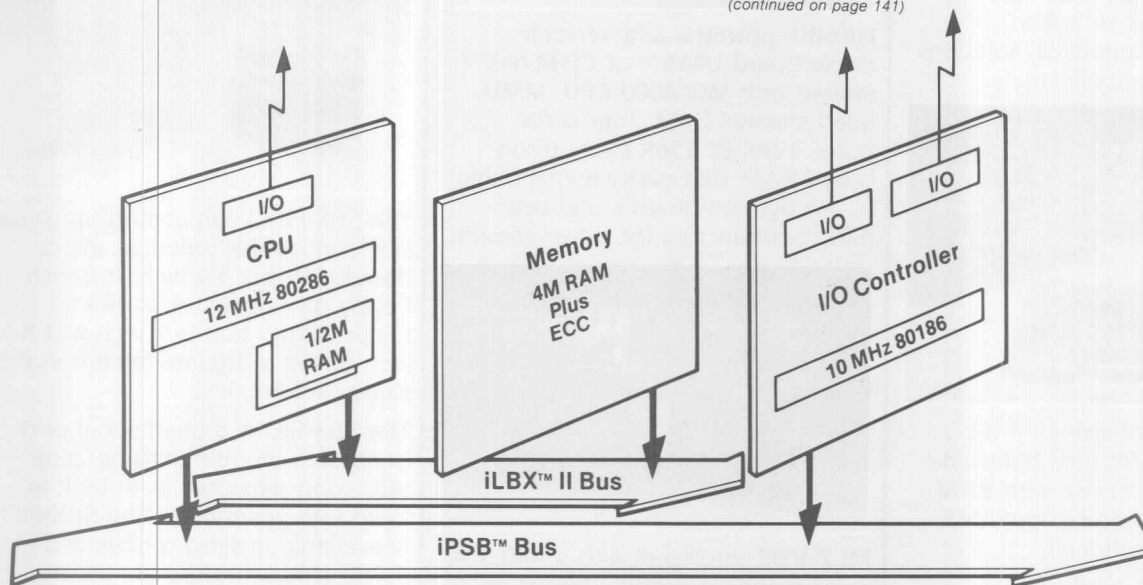 (continued on page 141)
I/O
CPU
12 MHz 80286
1/2M
RAM
Memory
4M RAM
Plus
ECC
I/O
I/O
I/O Controller
10 MHz 80186
iLBX™ II Bus
iPSB™ Bus